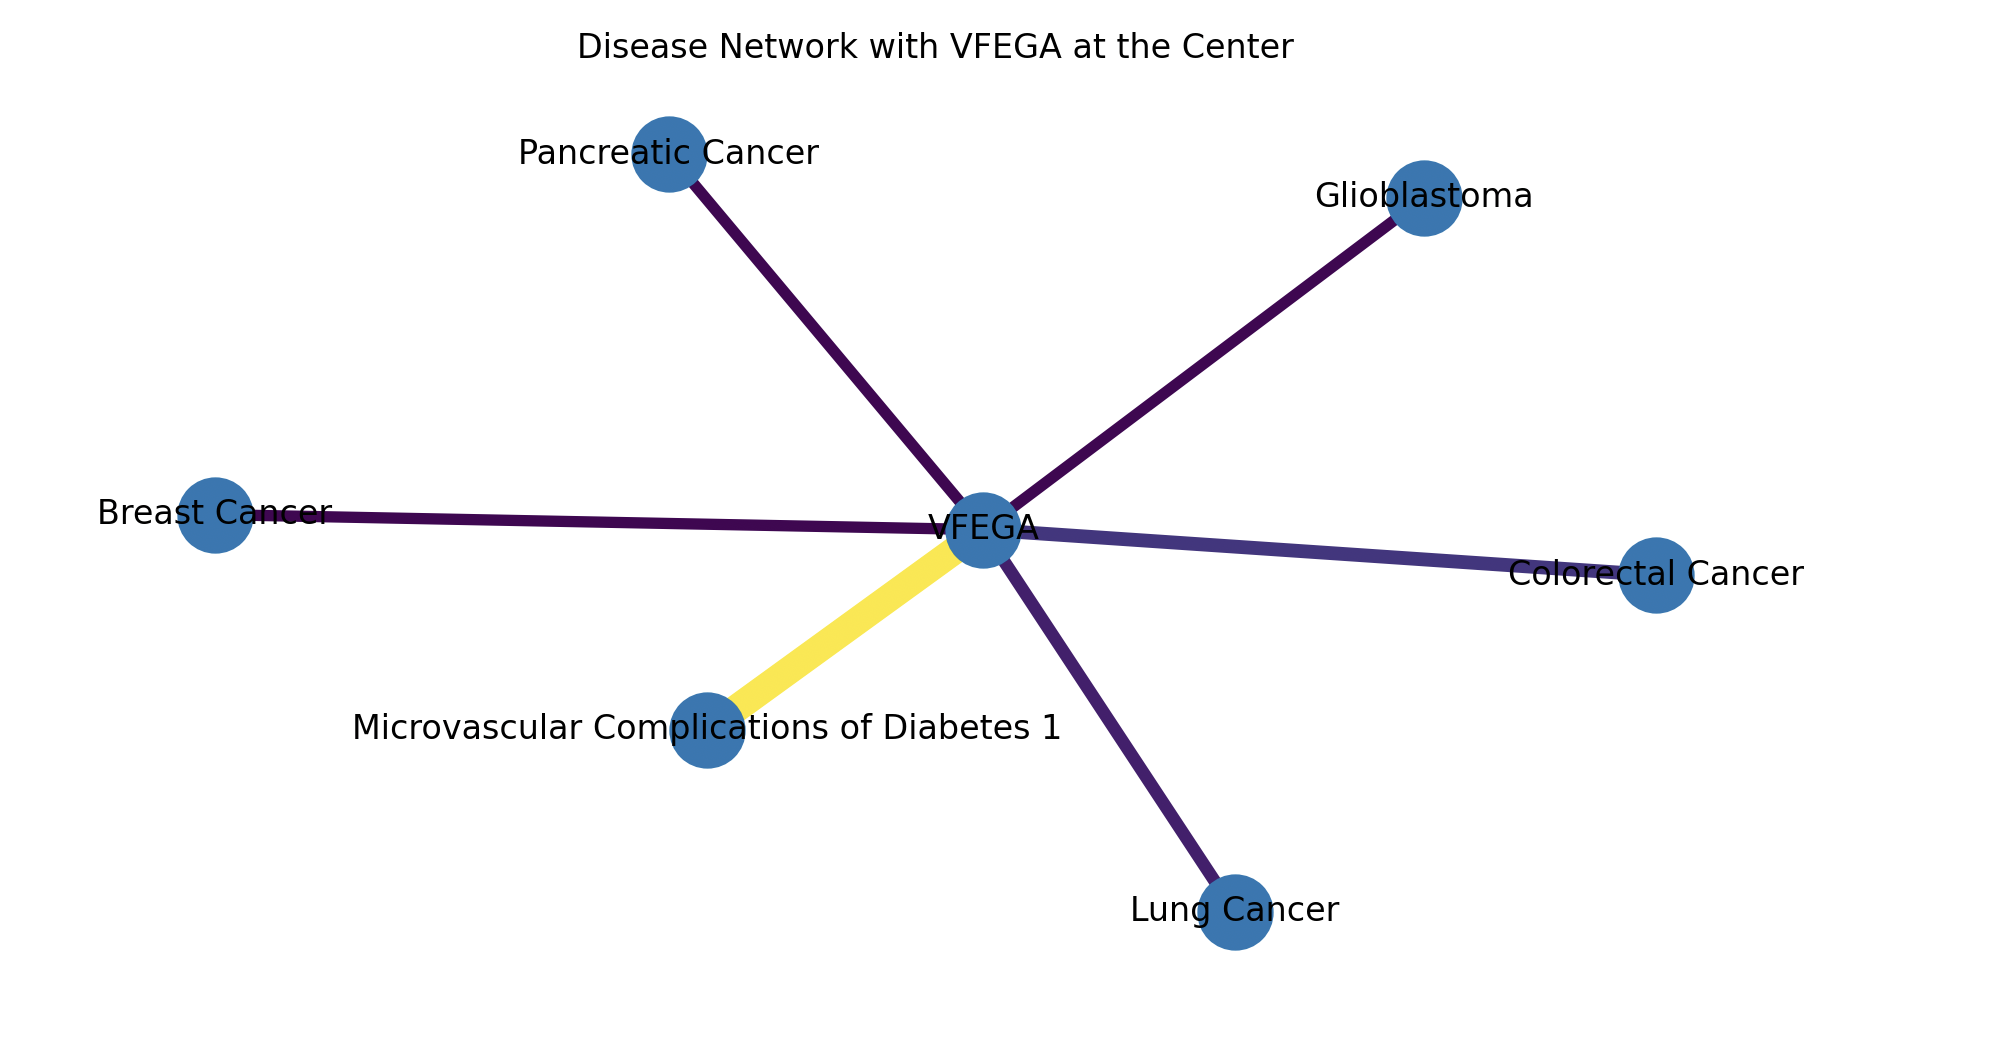 Disease Network with VFEGA at the Center
Pancreatic Cancer
Glioblastoma
Breast Cancer
VFEGA
Colorectal Cancer
Microvascular Complications of Diabetes 1
Lung Cancer